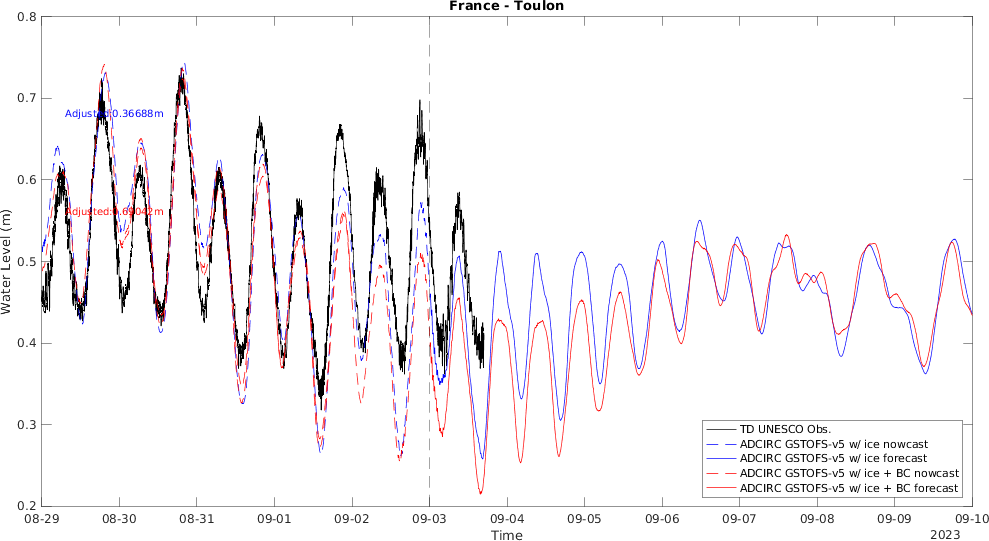 France - Toulon
Water Level (m)
0.8
0.7
0.6
0.5
0.4
0.3
0.2
Adjusted:0.36688m
Adjusted:0.69042m
TD UNESCO Obs.
ADCIRC GSTOFS-v5 w/ ice nowcast
ADCIRC GSTOFS-v5 w/ ice forecast
ADCIRC GSTOFS-v5 w/ ice + BC nowcast
ADCIRC GSTOFS-v5 w/ ice + BC forecast
08-29 08-30 08-31 09-01 09-02 09-03 09-04 09-05 09-06 09-07 09-08 09-09 09-10
Time
2023